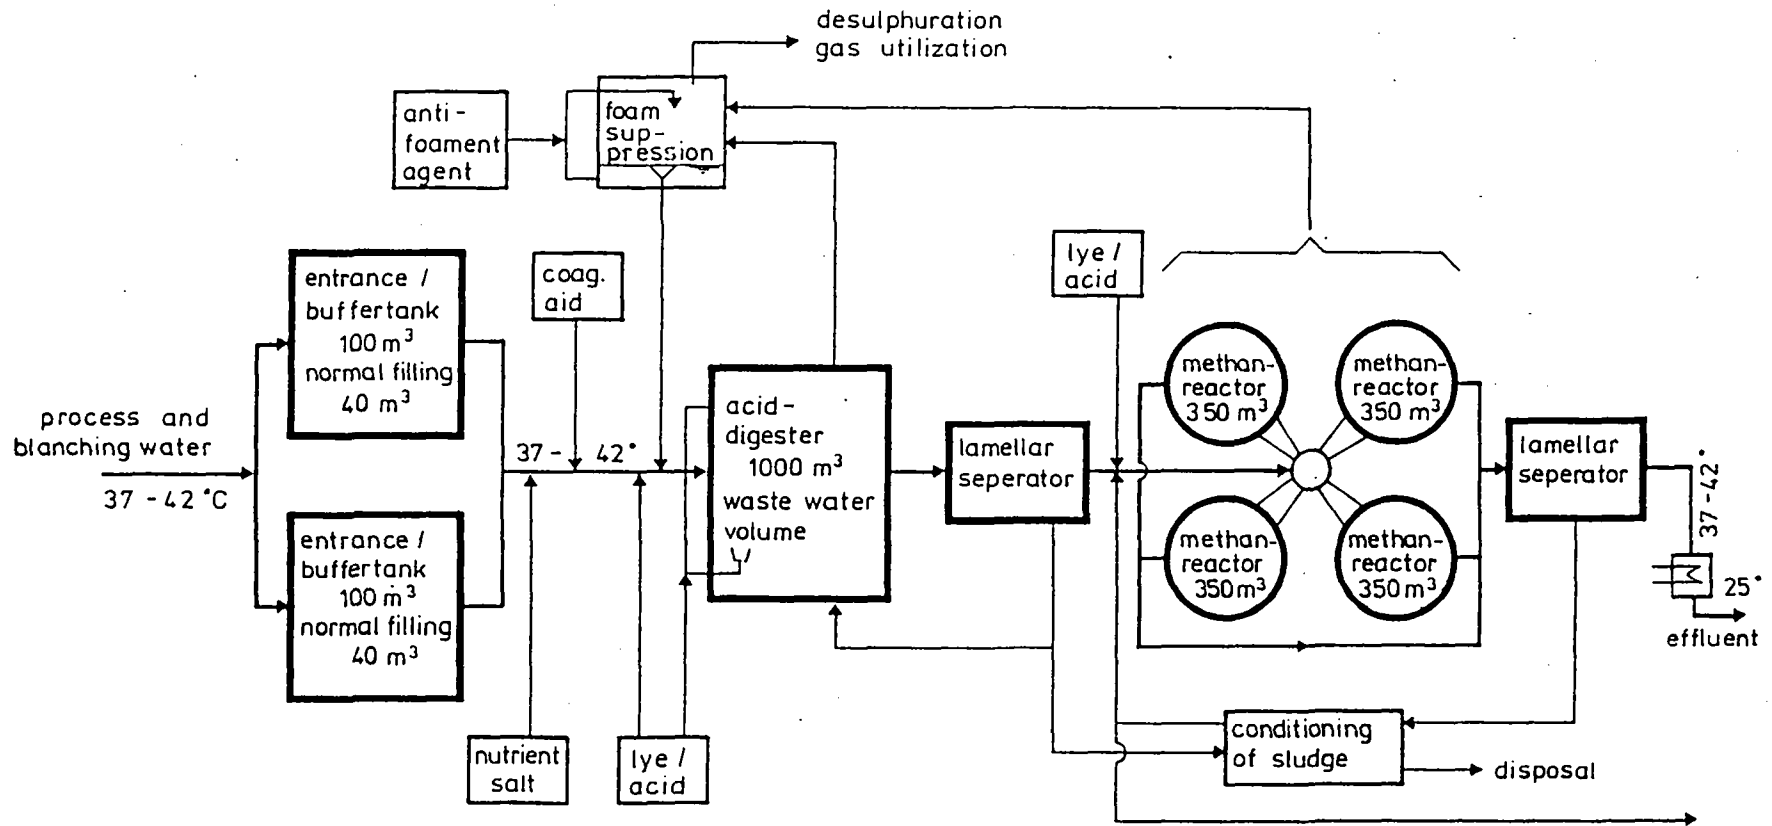 desulphuration
gas utilization
anti-
foament
agent
foam
sup-
pression
lye /
acid
entrance /
buffertank
100 m³
normal filling
40 m³
coag.
aid
process and
blanching water
37 - 42 °C
37 - 42°
entrance /
buffertank
100 m³
normal filling
40 m³
acid-
digester
1000 m³
waste water
volume
lamellar
seperator
methan-
reactor
350 m³
methan-
reactor
350 m³
methan-
reactor
350 m³
methan-
reactor
350 m³
lamellar
seperator
37-42°
25°
effluent
nutrient
salt
lye /
acid
conditioning
of sludge
disposal